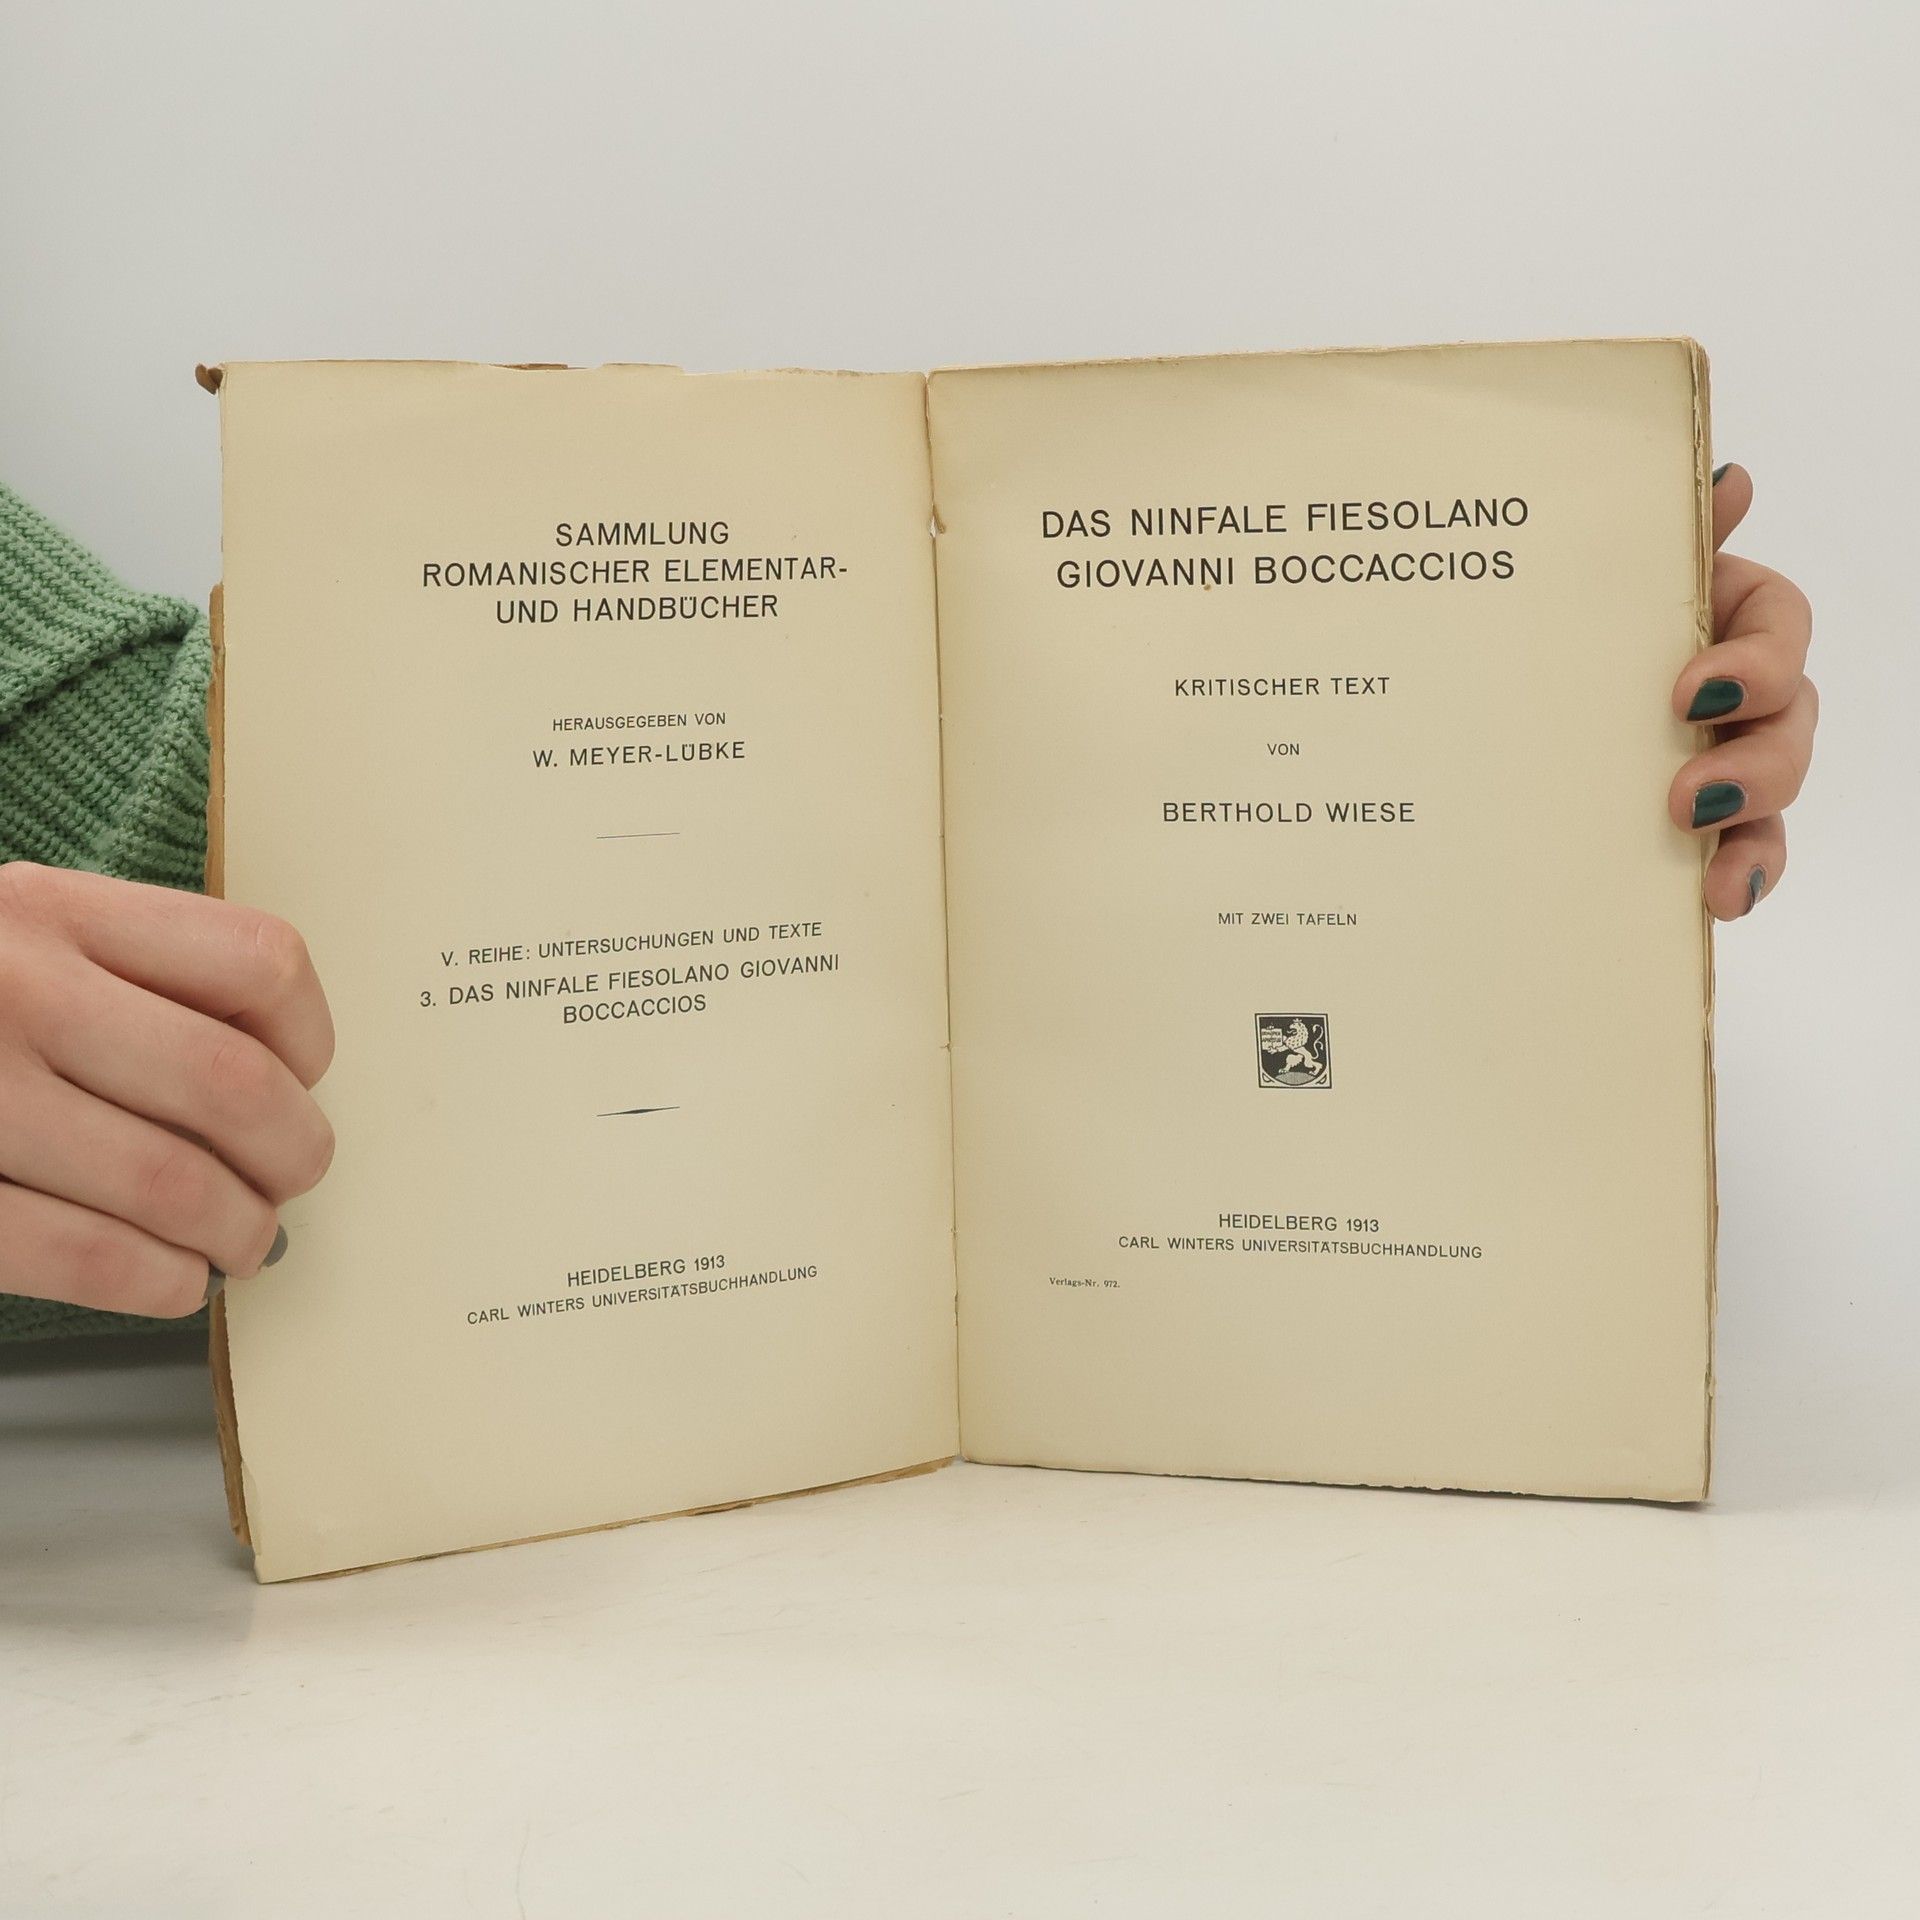 SAMMLUNG
ROMANISCHER ELEMENTAR-
UND HANDBÜCHER
HERAUSGEGEBEN VON
W. MEYER-LÜBKE
V. REIHE: UNTERSUCHUNGEN UND TEXTE
3. DAS NINFALE FIESOLANO GIOVANNI
BOCCACCIOS
HEIDELBERG 1913
CARL WINTERS UNIVERSITÄTSBUCHHANDLUNG
DAS NINFALE FIESOLANO
GIOVANNI BOCCACCIOS
KRITISCHER TEXT
VON
BERTHOLD WIESE
MIT ZWEI TAFELN
HEIDELBERG 1913
CARL WINTERS UNIVERSITÄTSBUCHHANDLUNG
Verlags-Nr. 972.